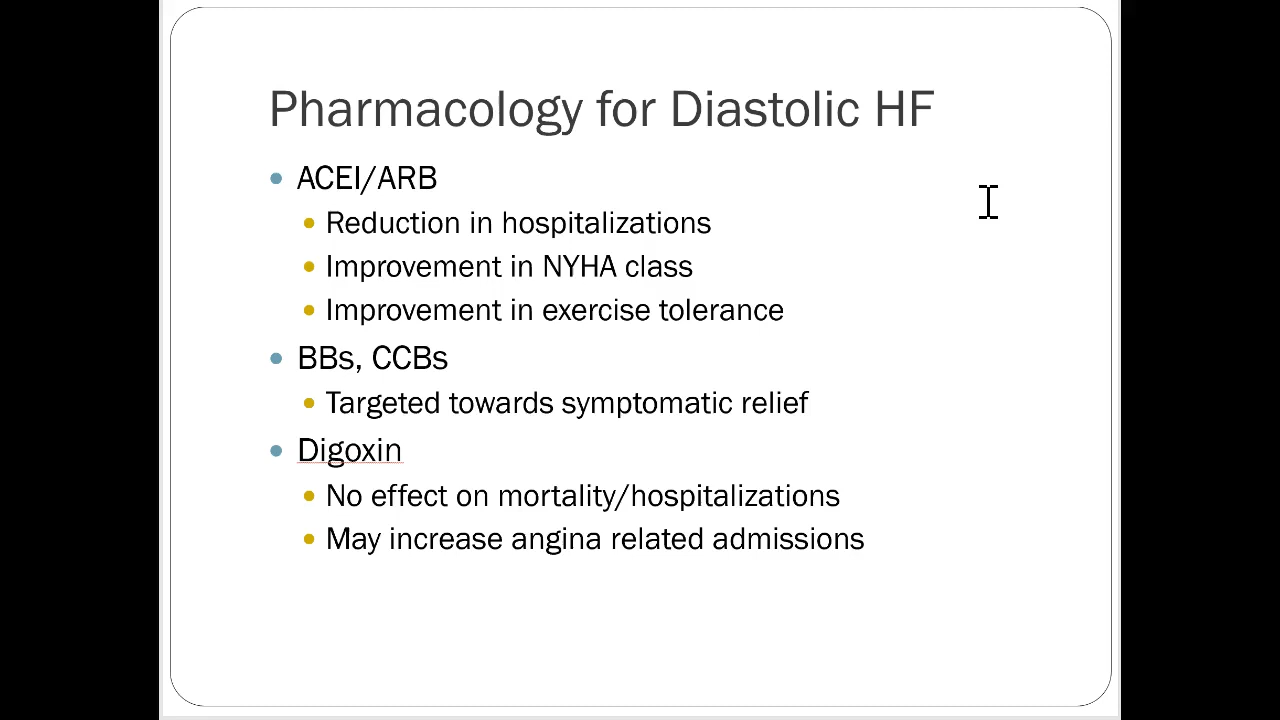 Pharmacology for Diastolic HF
ACEI/ARB
Reduction in hospitalizations
Improvement in NYHA class
Improvement in exercise tolerance
BBs, CCBs
Targeted towards symptomatic relief
Digoxin
No effect on mortality/hospitalizations
May increase angina related admissions